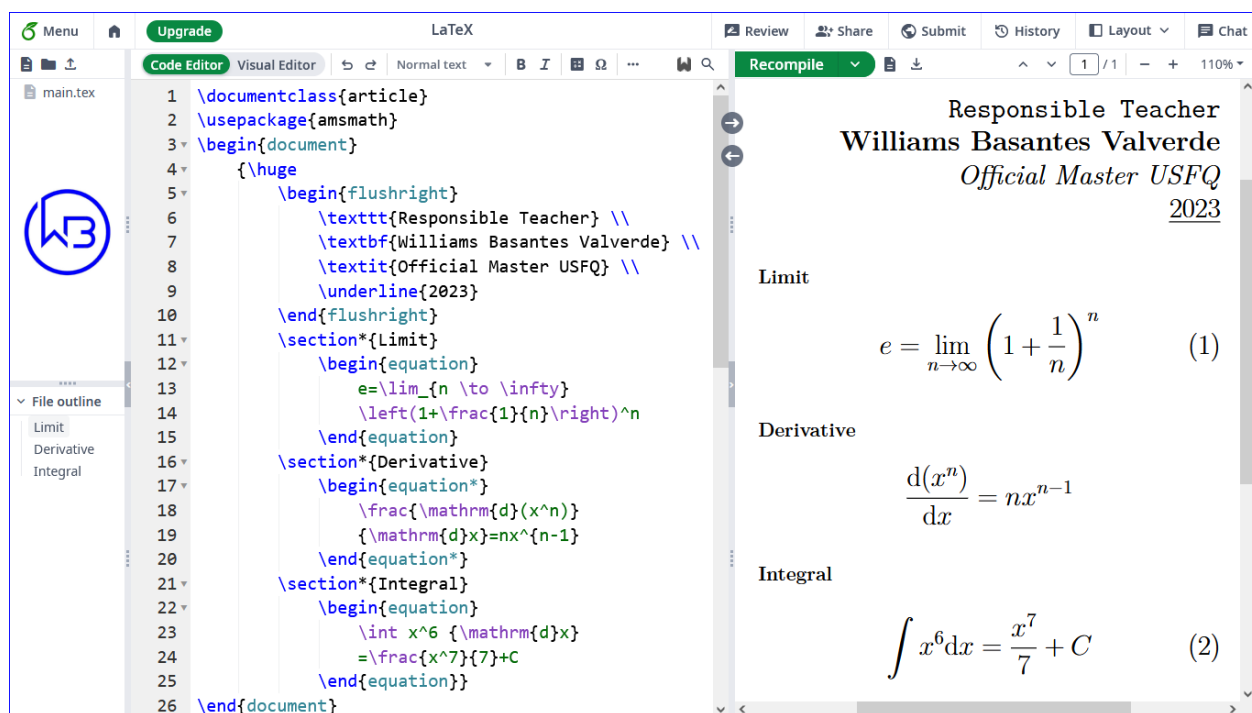 Menu Upgrade LaTeX Review Share Submit History Layout Chat
Code Editor Visual Editor Normal text B I Ω ··· Recompile 1 / 1 − + 110%
main.tex
WB
File outline
Limit
Derivative
Integral
1 \documentclass{article}
2 \usepackage{amsmath}
3 \begin{document}
4 {\huge
5 \begin{flushright}
6 \texttt{Responsible Teacher} \\
7 \textbf{Williams Basantes Valverde} \\
8 \textit{Official Master USFQ} \\
9 \underline{2023}
10 \end{flushright}
11 \section*{Limit}
12 \begin{equation}
13 e=\lim_{n \to \infty}
14 \left(1+\frac{1}{n}\right)^n
15 \end{equation}
16 \section*{Derivative}
17 \begin{equation*}
18 \frac{\mathrm{d}(x^n)}
19 {\mathrm{d}x}=nx^{n-1}
20 \end{equation*}
21 \section*{Integral}
22 \begin{equation}
23 \int x^6 {\mathrm{d}x}
24 =\frac{x^7}{7}+C
25 \end{equation}}
26 \end{document}
Responsible Teacher
Williams Basantes Valverde
Official Master USFQ
2023
Limit
e = lim n→∞ (1 + 1/n)^n (1)
Derivative
d(x^n)/dx = nx^{n−1}
Integral
∫ x^6 dx = x^7/7 + C (2)